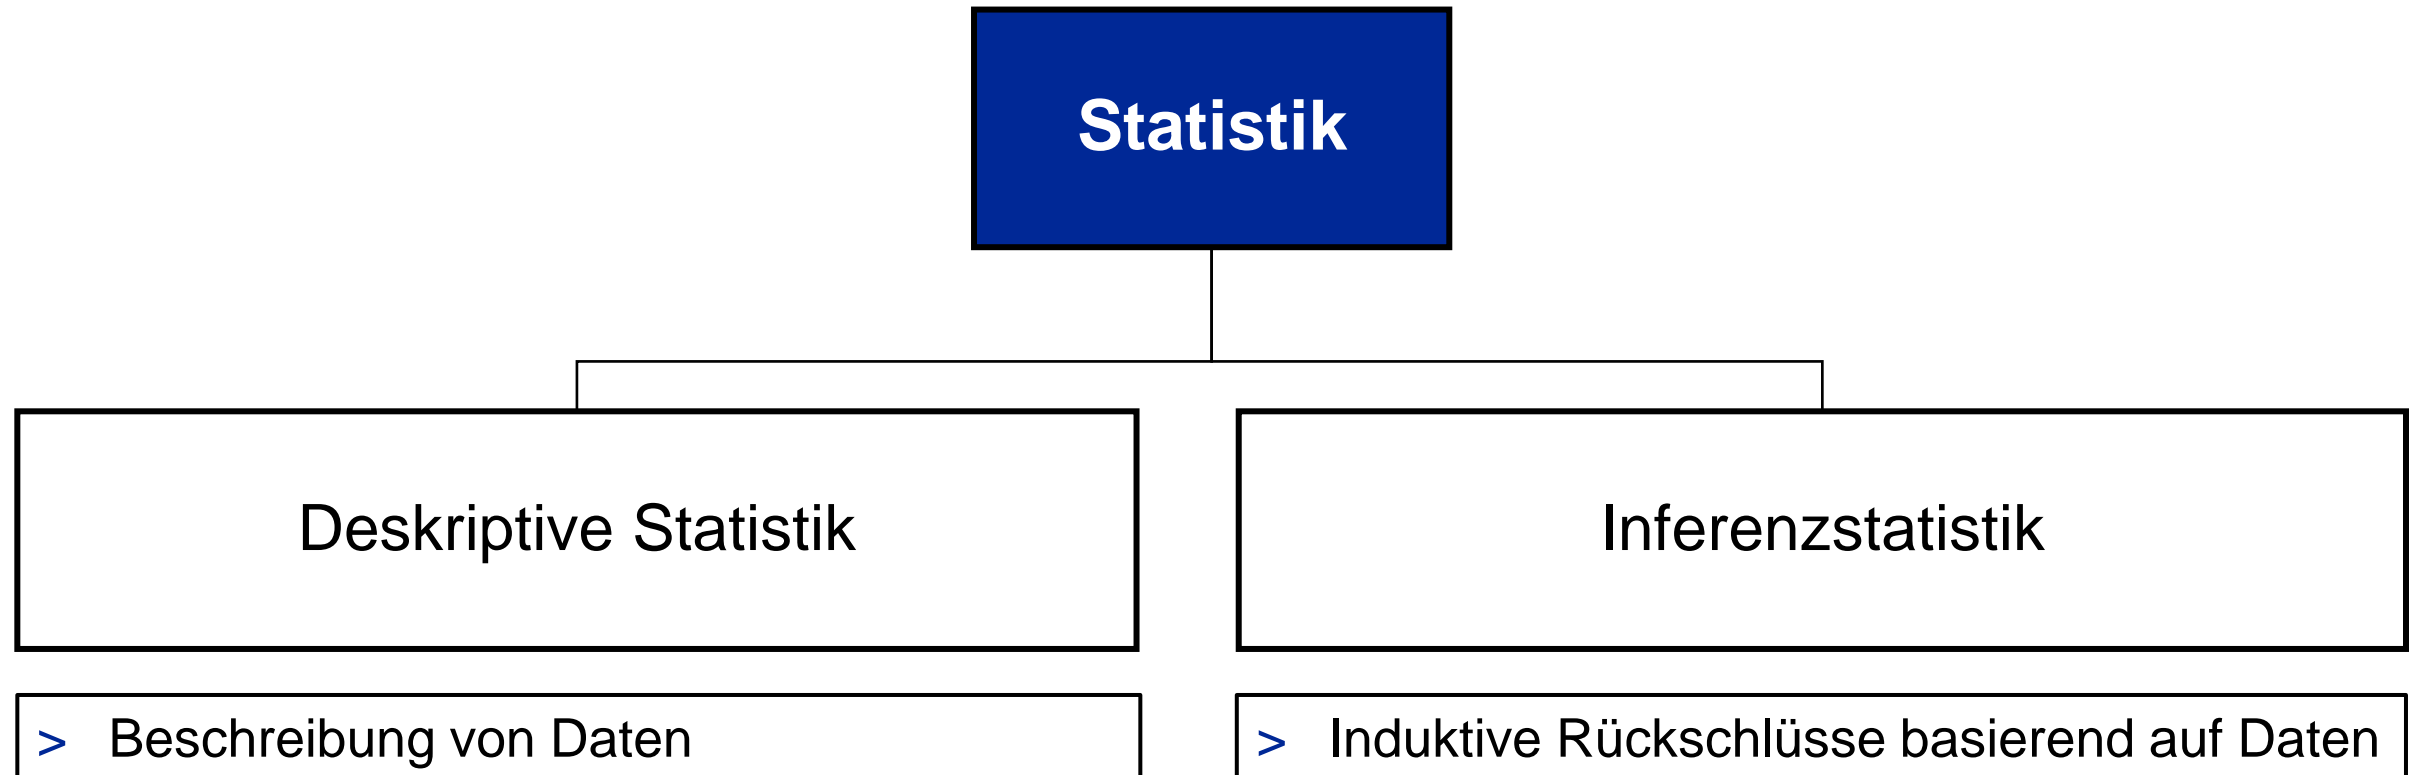 Statistik
Deskriptive Statistik
Inferenzstatistik
> Beschreibung von Daten
> Induktive Rückschlüsse basierend auf Daten